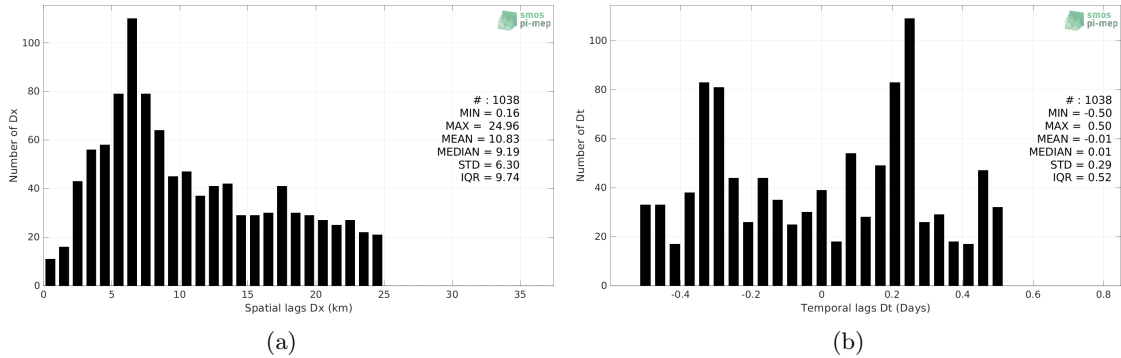 smos
pi-mep
100
80
60
40
20
0
Number of Dx
# : 1038
MIN = 0.16
MAX = 24.96
MEAN = 10.83
MEDIAN = 9.19
STD = 6.30
IQR = 9.74
0 5 10 15 20 25 30 35
Spatial lags Dx (km)
(a)
smos
pi-mep
100
80
60
40
20
0
Number of Dt
# : 1038
MIN = -0.50
MAX = 0.50
MEAN = -0.01
MEDIAN = 0.01
STD = 0.29
IQR = 0.52
-0.4 -0.2 0 0.2 0.4 0.6 0.8
Temporal lags Dt (Days)
(b)